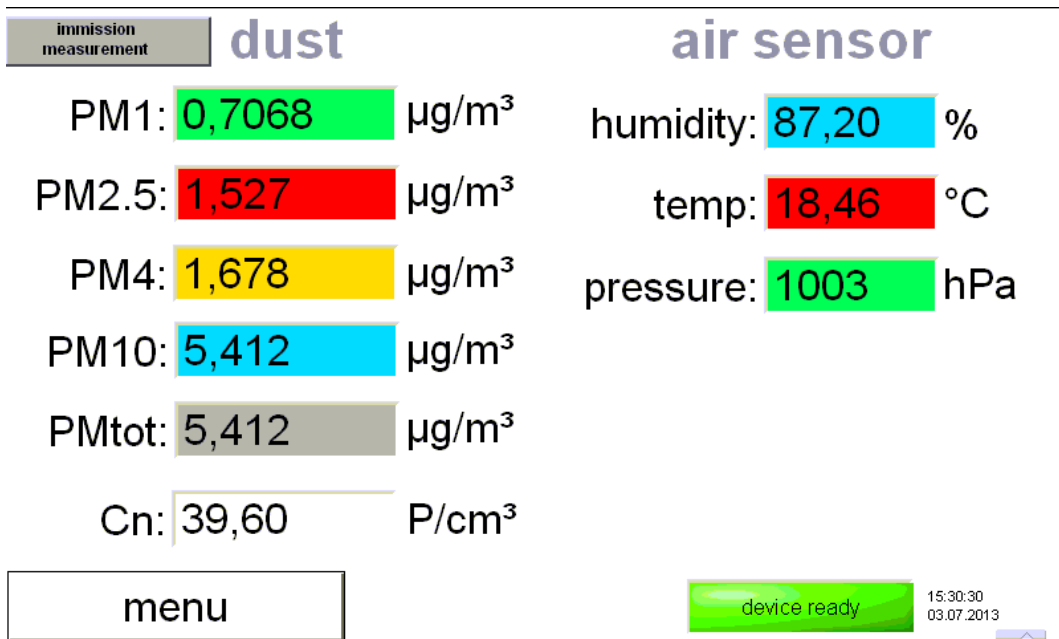 immission
measurement
dust
PM1: 0,7068 µg/m³
PM2.5: 1,527 µg/m³
PM4: 1,678 µg/m³
PM10: 5,412 µg/m³
PMtot: 5,412 µg/m³
Cn: 39,60 P/cm³
air sensor
humidity: 87,20 %
temp: 18,46 °C
pressure: 1003 hPa
menu
device ready
15:30:30
03.07.2013